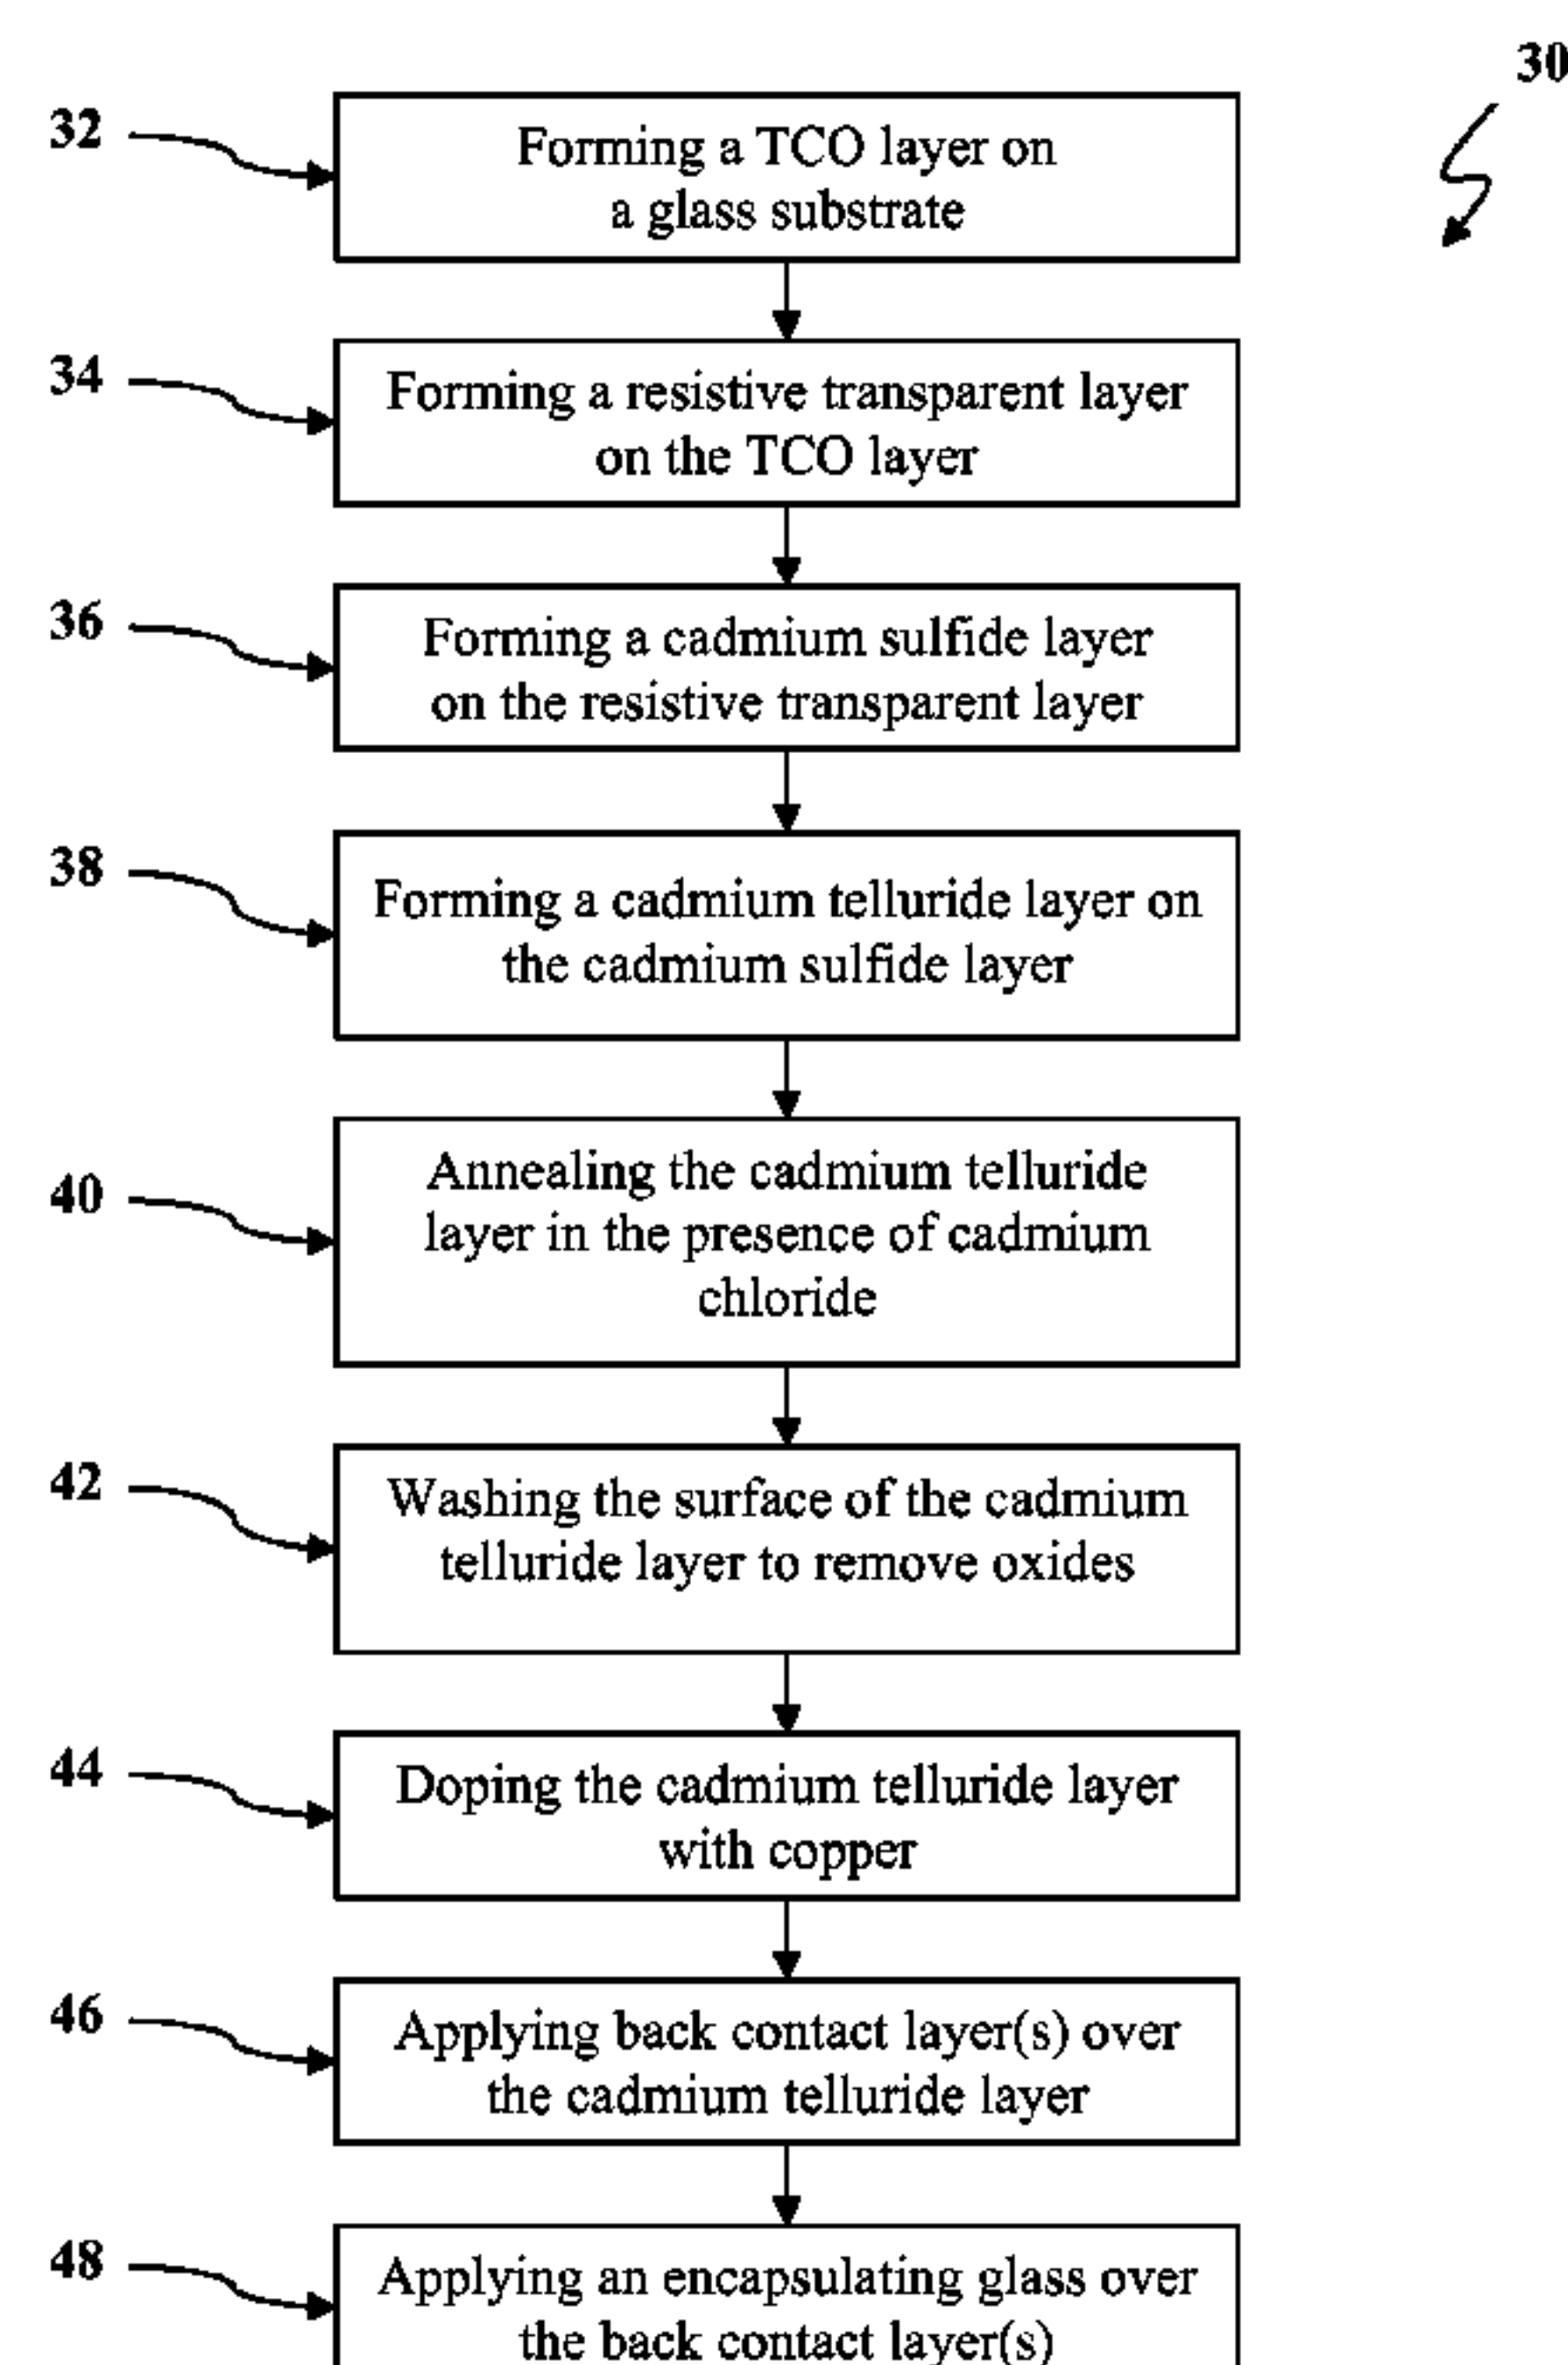 30
32
Forming a TCO layer on
a glass substrate
34
Forming a resistive transparent layer
on the TCO layer
36
Forming a cadmium sulfide layer
on the resistive transparent layer
38
Forming a cadmium telluride layer on
the cadmium sulfide layer
40
Annealing the cadmium telluride
layer in the presence of cadmium
chloride
42
Washing the surface of the cadmium
telluride layer to remove oxides
44
Doping the cadmium telluride layer
with copper
46
Applying back contact layer(s) over
the cadmium telluride layer
48
Applying an encapsulating glass over
the back contact layer(s)